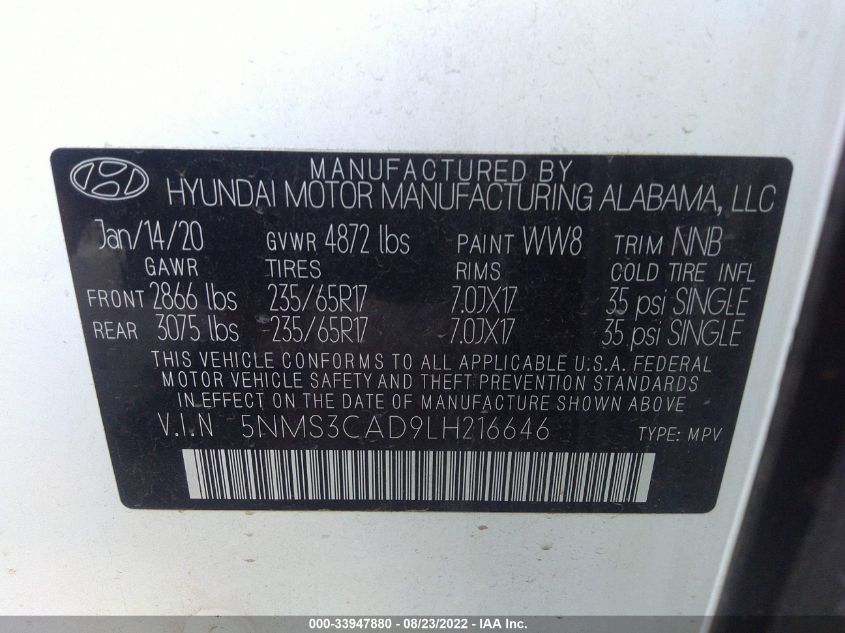 MANUFACTURED BY
HYUNDAI MOTOR MANUFACTURING ALABAMA, LLC
Jan/14/20 GVWR 4872 lbs PAINT WW8 TRIM NNB
GAWR TIRES RIMS COLD TIRE INFL
FRONT 2866 lbs 235/65R17 7.0JX17 35 psi SINGLE
REAR 3075 lbs 235/65R17 7.0JX17 35 psi SINGLE
THIS VEHICLE CONFORMS TO ALL APPLICABLE U.S.A. FEDERAL
MOTOR VEHICLE SAFETY AND THEFT PREVENTION STANDARDS
IN EFFECT ON THE DATE OF MANUFACTURE SHOWN ABOVE.
V.I.N 5NMS3CAD9LH216646 TYPE: MPV
000-33947880 - 08/23/2022 - IAA Inc.